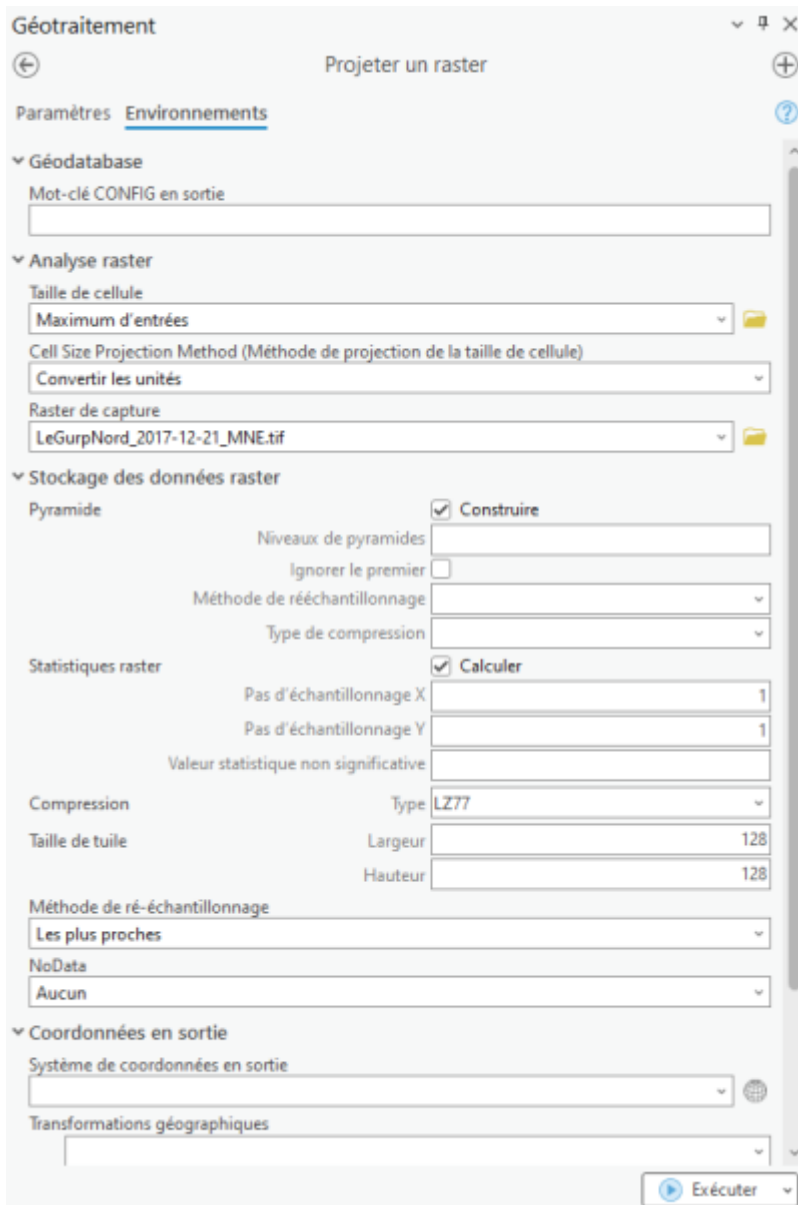 Géotraitement
Projeter un raster
Paramètres Environnements
Géodatabase
Mot-clé CONFIG en sortie
Analyse raster
Taille de cellule
Maximum d'entrées
Cell Size Projection Method (Méthode de projection de la taille de cellule)
Convertir les unités
Raster de capture
LeGurpNord_2017-12-21_MNE.tif
Stockage des données raster
Pyramide Construire
Niveaux de pyramides
Ignorer le premier
Méthode de rééchantillonnage
Type de compression
Statistiques raster Calculer
Pas d'échantillonnage X 1
Pas d'échantillonnage Y 1
Valeur statistique non significative
Compression Type LZ77
Taille de tuile Largeur 128
Hauteur 128
Méthode de ré-échantillonnage
Les plus proches
NoData
Aucun
Coordonnées en sortie
Système de coordonnées en sortie
Transformations géographiques
Exécuter